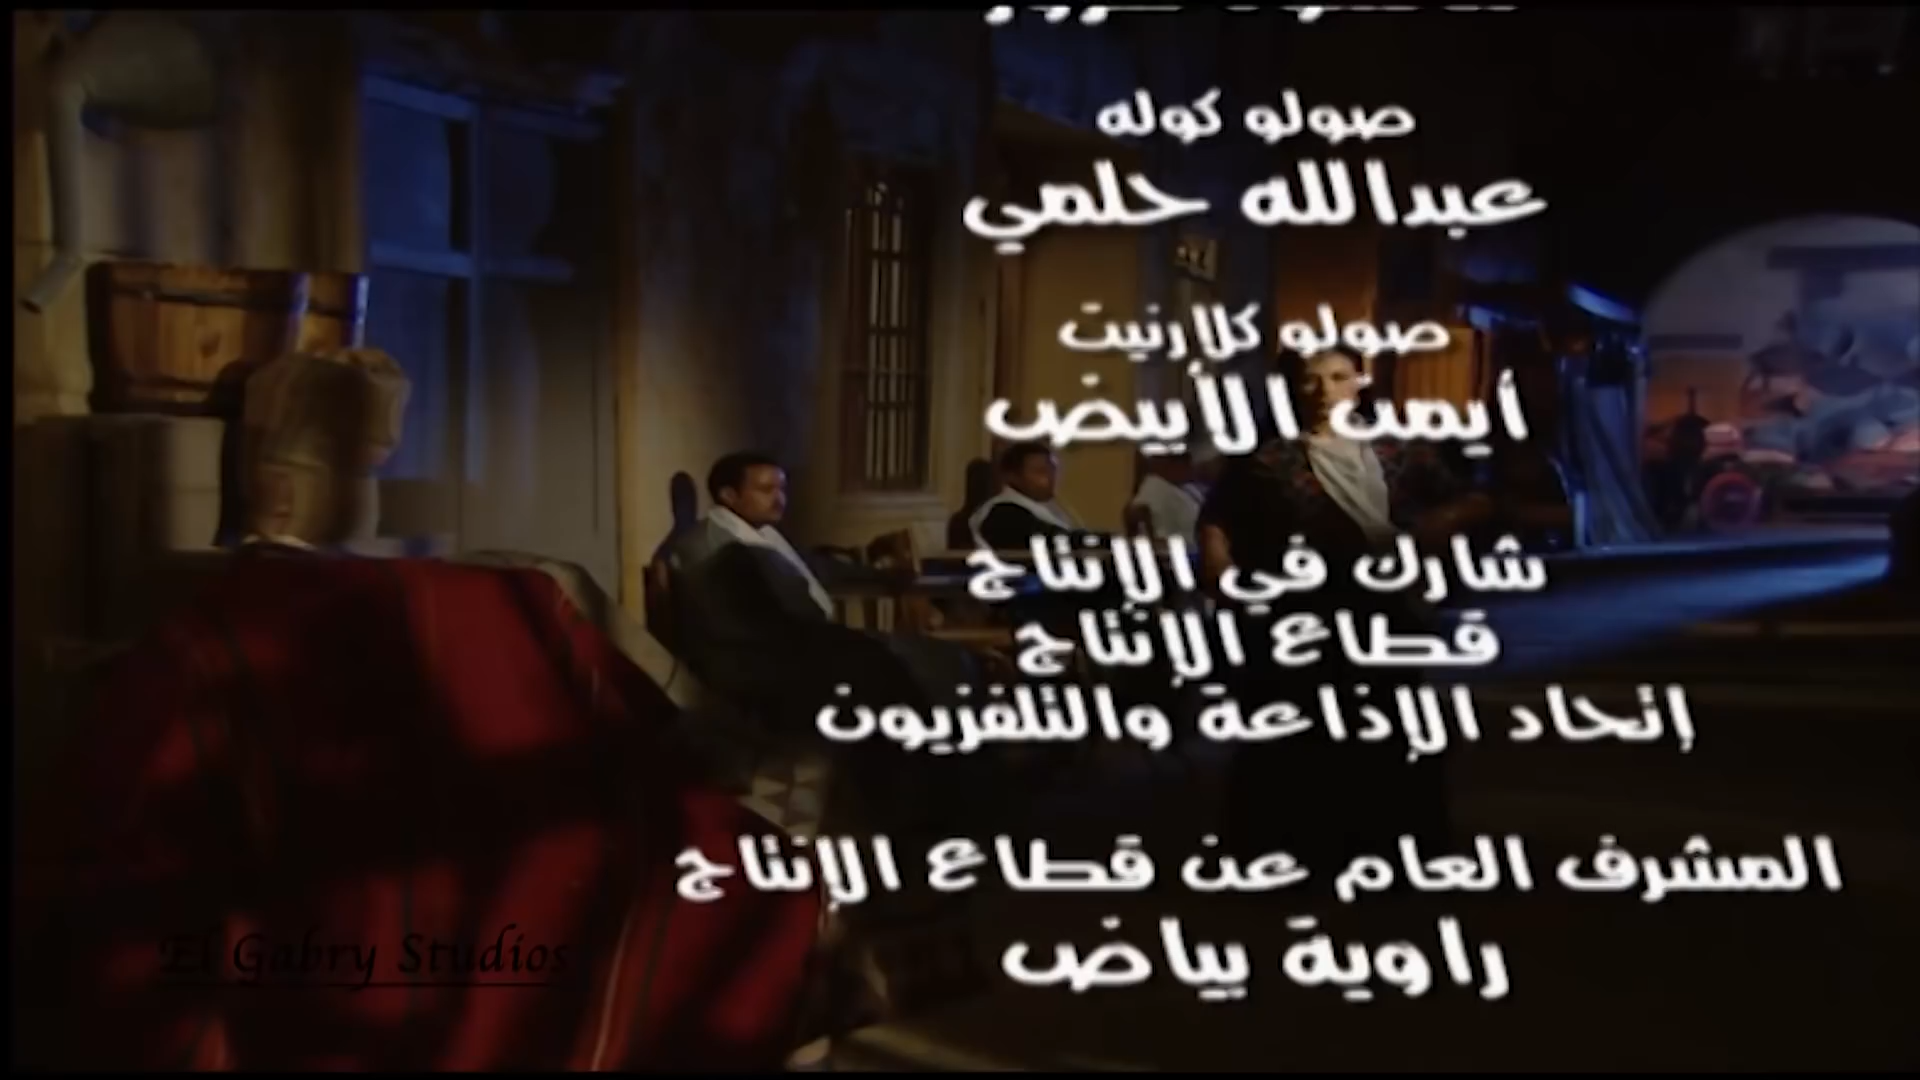 صولو كوله
عبدالله حلمي
صولو كلارنيت
أيمن الأبيض
شارك في الإنتاج
قطاع الإنتاج
إتحاد الإذاعة والتلفزيون
المشرف العام عن قطاع الإنتاج
راوية بياض
El Gabry Studios